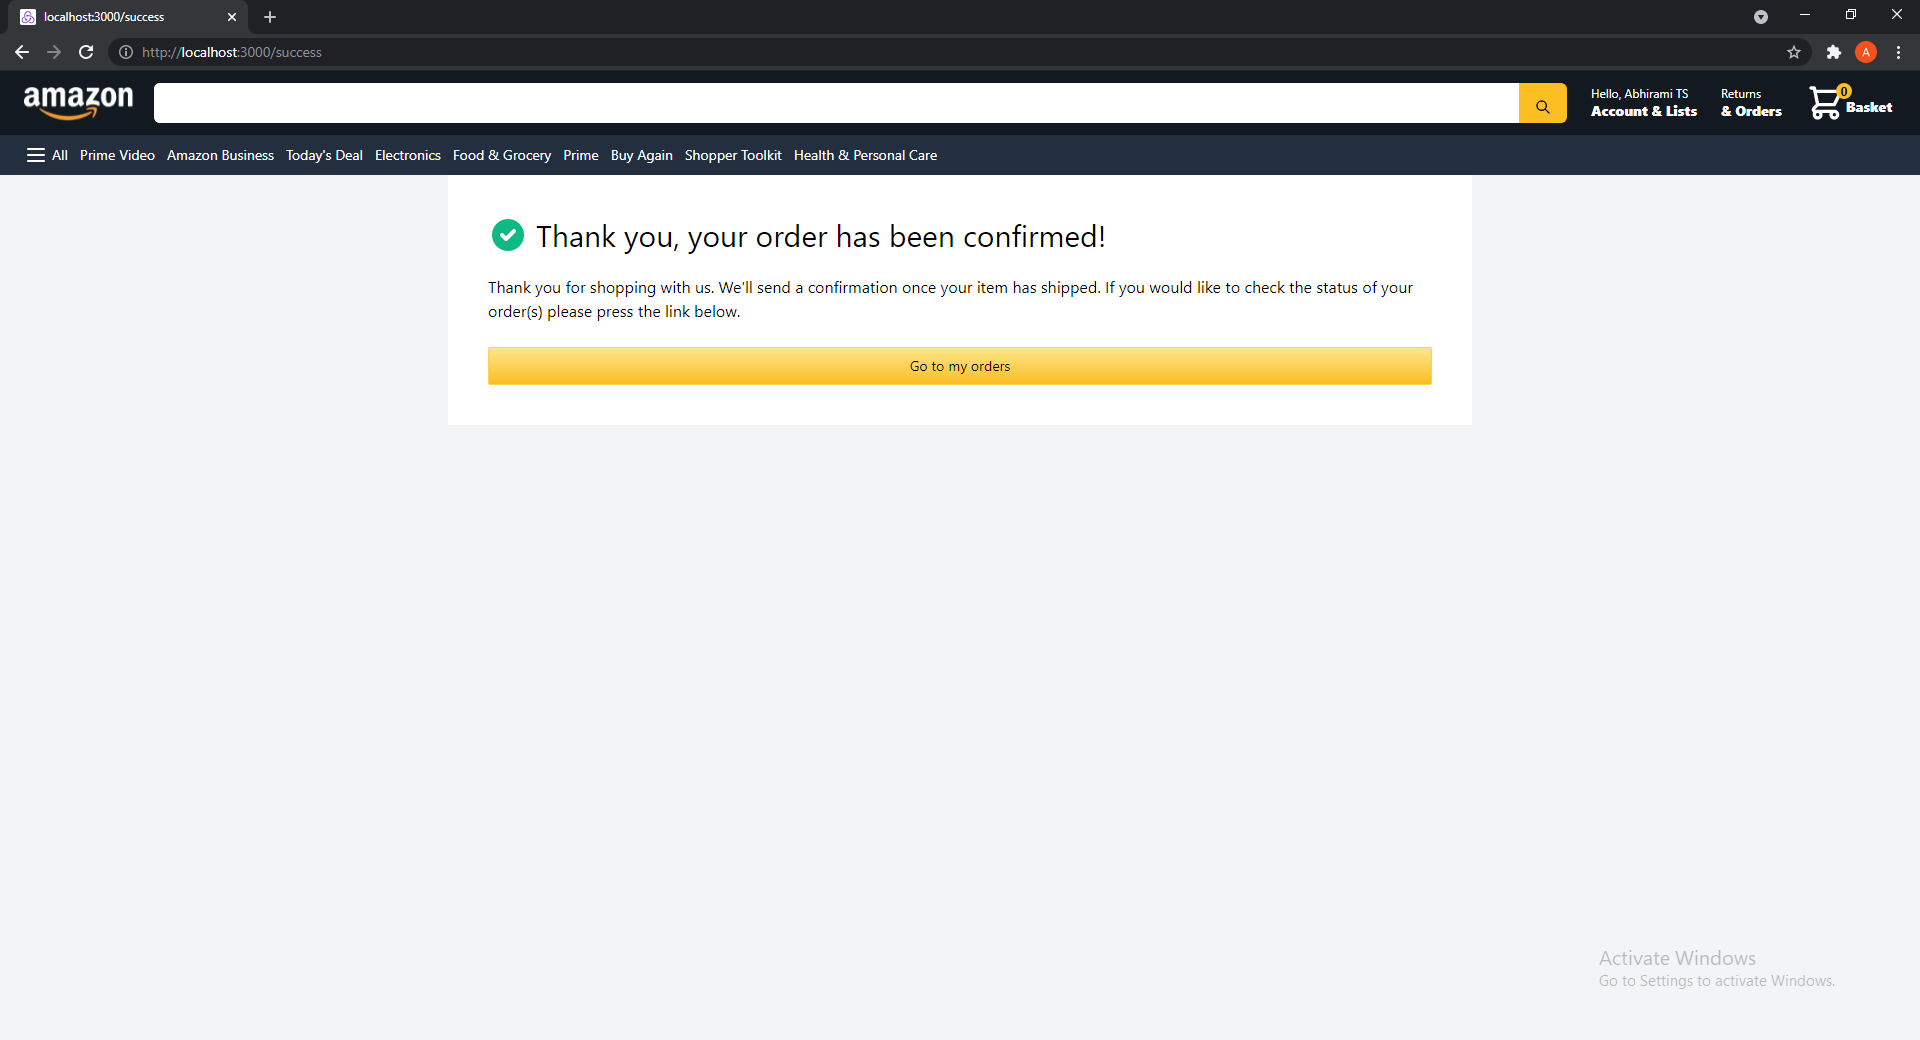 localhost:3000/success
http://localhost:3000/success
A
amazon
Hello, Abhirami TS
Account & Lists
Returns
& Orders
0
Basket
All Prime Video Amazon Business Today's Deal Electronics Food & Grocery Prime Buy Again Shopper Toolkit Health & Personal Care
Thank you, your order has been confirmed!
Thank you for shopping with us. We'll send a confirmation once your item has shipped. If you would like to check the status of your
order(s) please press the link below.
Go to my orders
Activate Windows
Go to Settings to activate Windows.